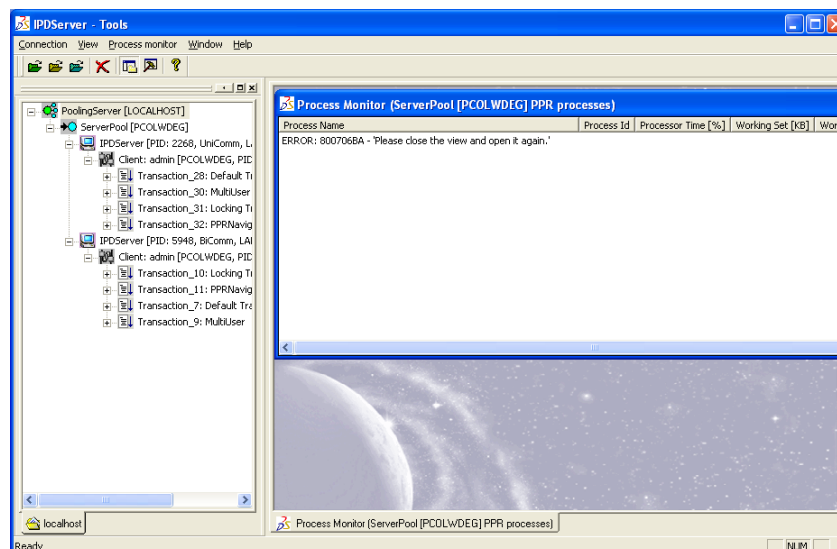 IPDServer - Tools
Connection View Process monitor Window Help
PoolingServer [LOCALHOST]
ServerPool [PCOLWDEG]
IPDServer [PID: 2268, UniComm, L
Client: admin [PCOLWDEG, PID
Transaction_28: Default Ti
Transaction_30: MultiUser
Transaction_31: Locking Ti
Transaction_32: PPRNavig
IPDServer [PID: 5948, BiComm, LAI
Client: admin [PCOLWDEG, PID
Transaction_10: Locking Ti
Transaction_11: PPRNavig
Transaction_7: Default Tra
Transaction_9: MultiUser
localhost
Process Monitor (ServerPool [PCOLWDEG] PPR processes)
Process Name Process Id Processor Time [%] Working Set [KB] Wor
ERROR: 800706BA - 'Please close the view and open it again.'
Process Monitor (ServerPool [PCOLWDEG] PPR processes)
Ready NUM